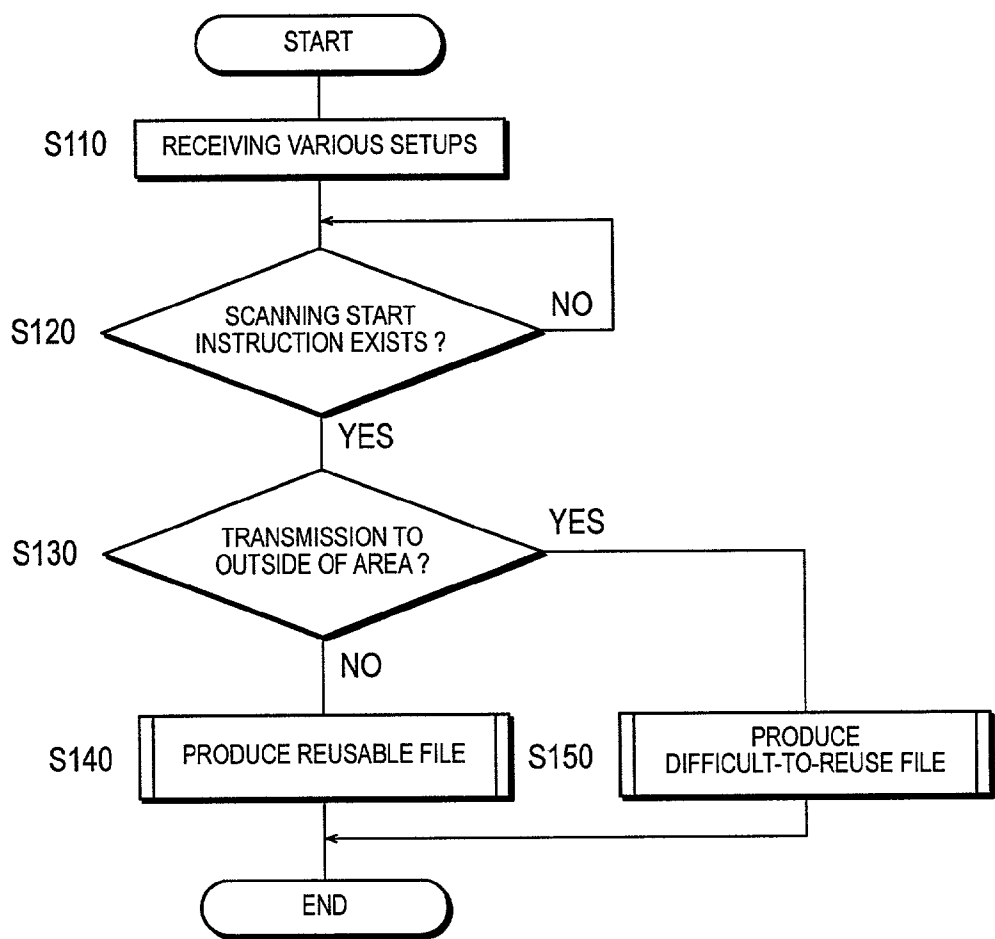 START
S110
RECEIVING VARIOUS SETUPS
S120
SCANNING START
INSTRUCTION EXISTS ?
NO
YES
S130
TRANSMISSION TO
OUTSIDE OF AREA ?
YES
NO
S140
PRODUCE REUSABLE FILE
S150
PRODUCE
DIFFICULT-TO-REUSE FILE
END